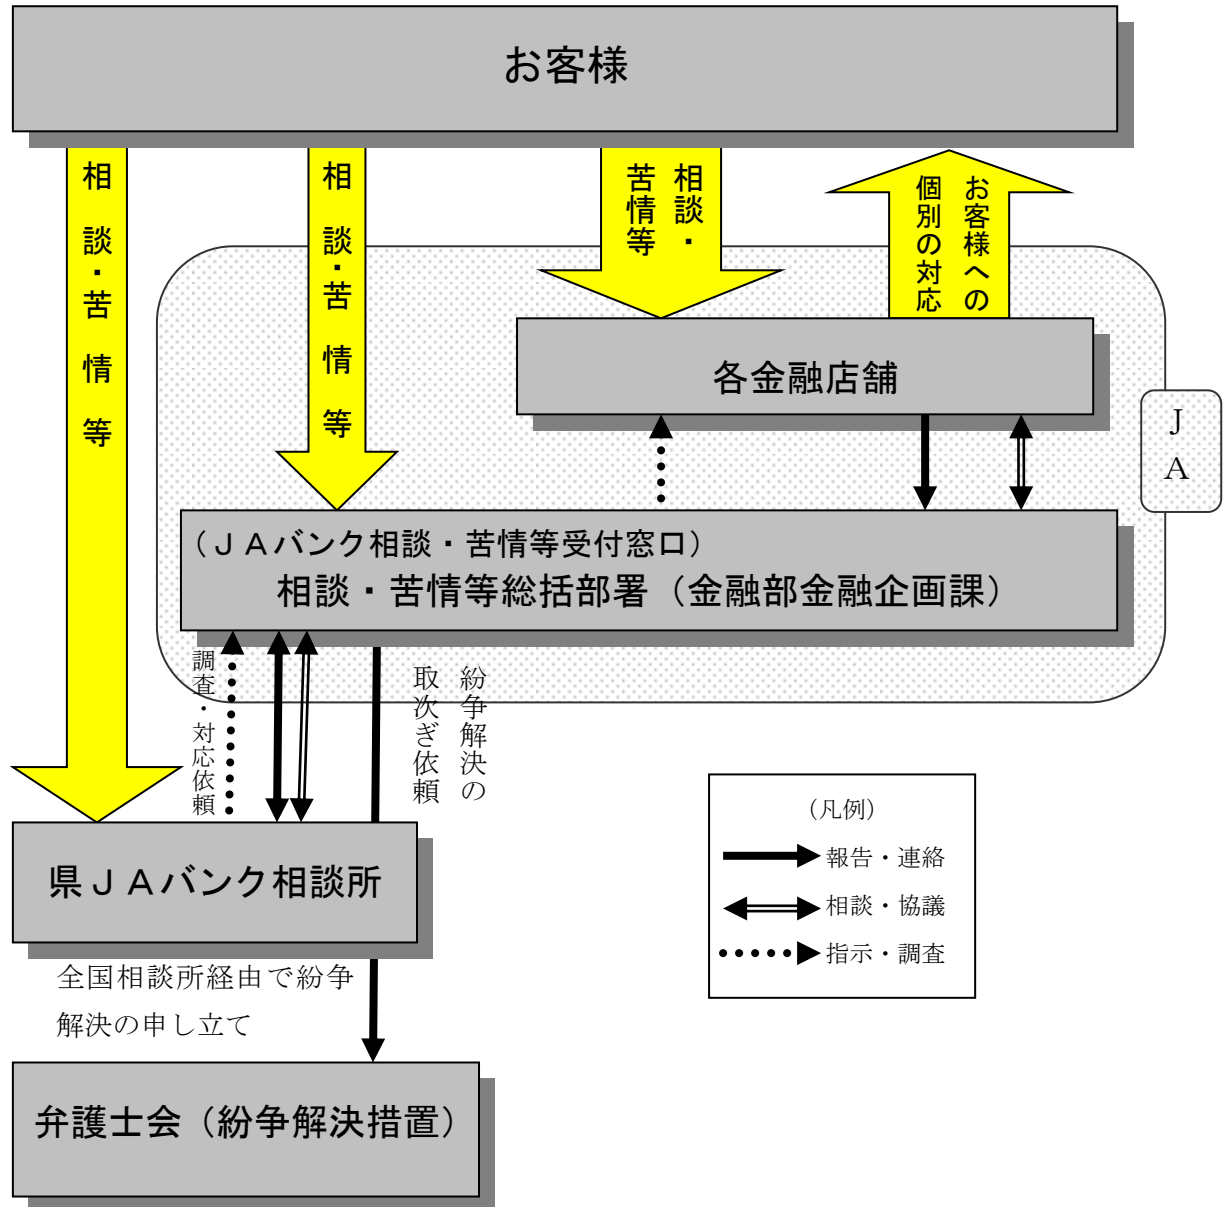 お客様
相談・苦情等
相談・苦情等
相談・
苦情等
お客様への
個別の対応
各金融店舗
ＪＡ
（ＪＡバンク相談・苦情等受付窓口）
相談・苦情等総括部署（金融部金融企画課）
調査・対応依頼
紛争解決の
取次ぎ依頼
（凡例）
報告・連絡
相談・協議
指示・調査
県ＪＡバンク相談所
全国相談所経由で紛争
解決の申し立て
弁護士会（紛争解決措置）